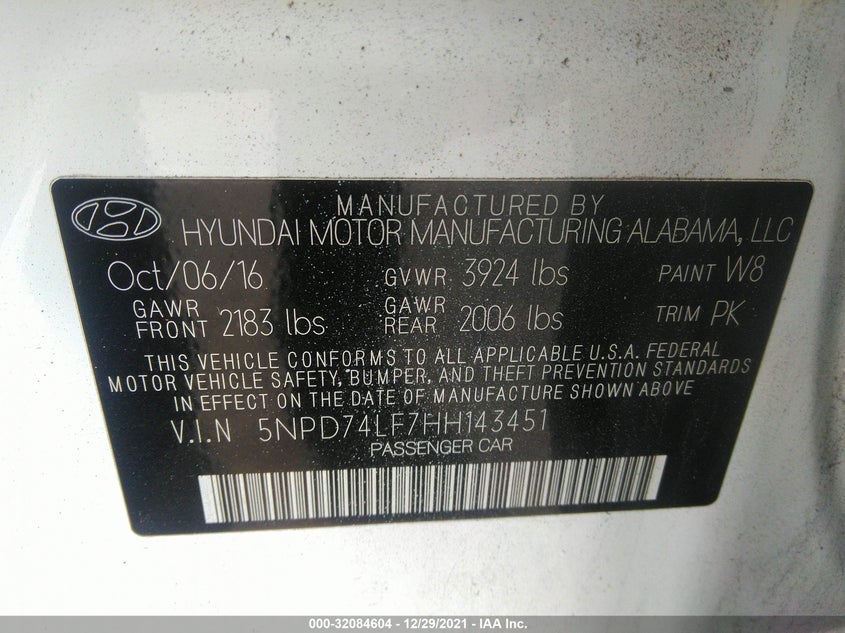 MANUFACTURED BY
HYUNDAI MOTOR MANUFACTURING ALABAMA, LLC
Oct/06/16 GVWR 3924 lbs PAINT W8
GAWR FRONT 2183 lbs GAWR REAR 2006 lbs TRIM PK
THIS VEHICLE CONFORMS TO ALL APPLICABLE U.S.A. FEDERAL
MOTOR VEHICLE SAFETY, BUMPER, AND THEFT PREVENTION STANDARDS
IN EFFECT ON THE DATE OF MANUFACTURE SHOWN ABOVE
V.I.N 5NPD74LF7HH143451
PASSENGER CAR
000-32084604 - 12/29/2021 - IAA Inc.